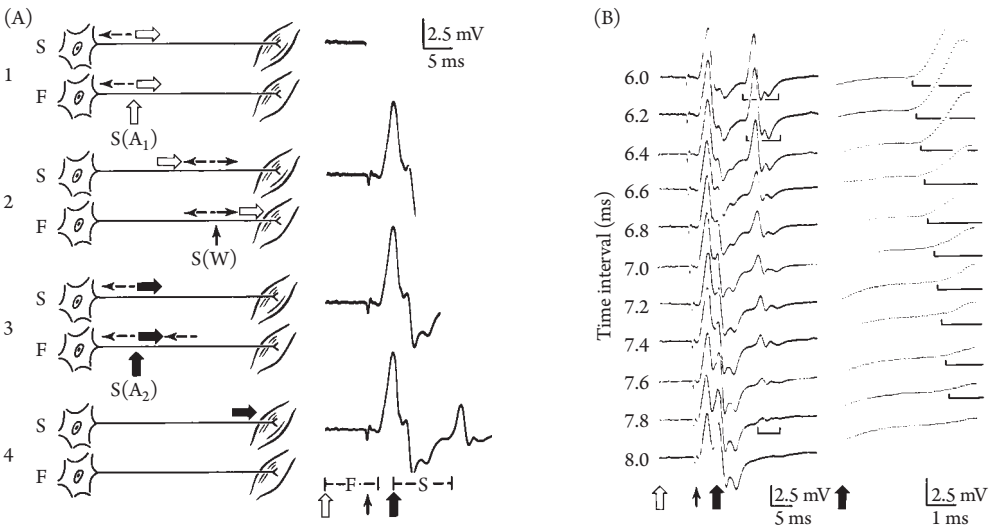 (A)
S
1
F
S(A₁)
2.5 mV
5 ms
S
2
F
S(W)
S
3
F
S(A₂)
S
4
F
F
S
(B)
Time interval (ms)
6.0
6.2
6.4
6.6
6.8
7.0
7.2
7.4
7.6
7.8
8.0
2.5 mV
5 ms
2.5 mV
1 ms